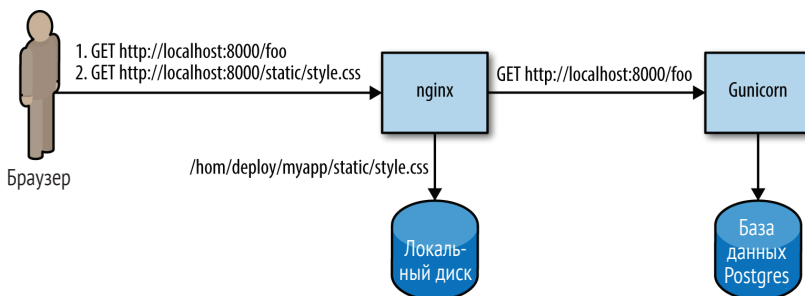 1. GET http://localhost:8000/foo
2. GET http://localhost:8000/static/style.css
Браузер
nginx
GET http://localhost:8000/foo
Gunicorn
/hom/deploy/myapp/static/style.css
Локаль-
ный диск
База
данных
Postgres